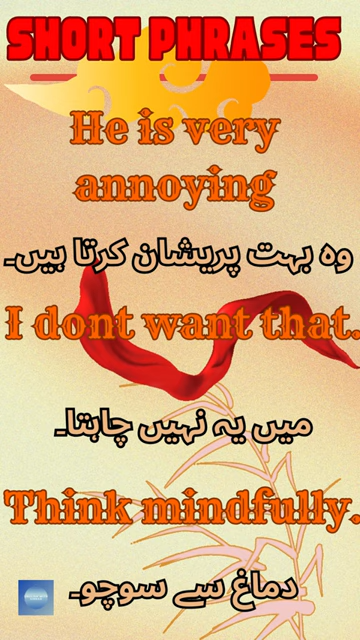 SHORT PHRASES
He is very
annoying
وہ بہت پریشان کرتا ہیں۔
I dont want that.
میں یہ نہیں چاہتا۔
Think mindfully.
دماغ سے سوچو۔